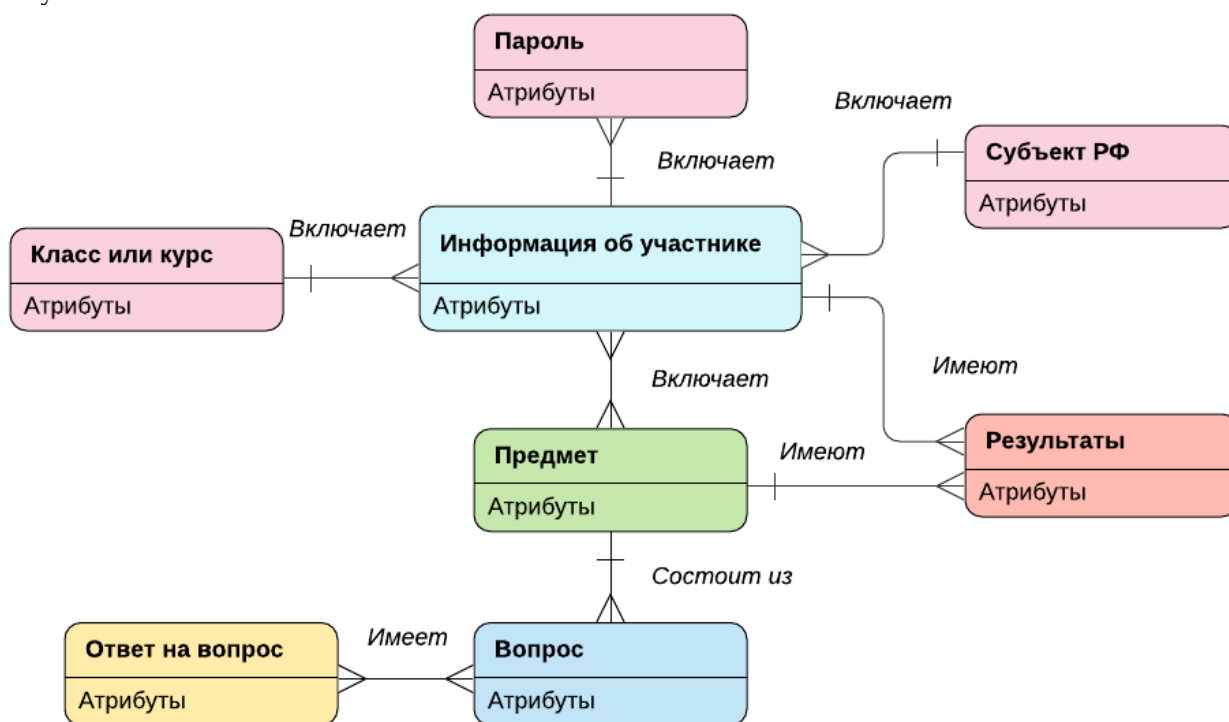 Пароль
Атрибуты
Включает
Включает
Субъект РФ
Атрибуты
Включает
Класс или курс
Атрибуты
Информация об участнике
Атрибуты
Включает
Имеют
Предмет
Атрибуты
Имеют
Результаты
Атрибуты
Состоит из
Ответ на вопрос
Атрибуты
Имеет
Вопрос
Атрибуты